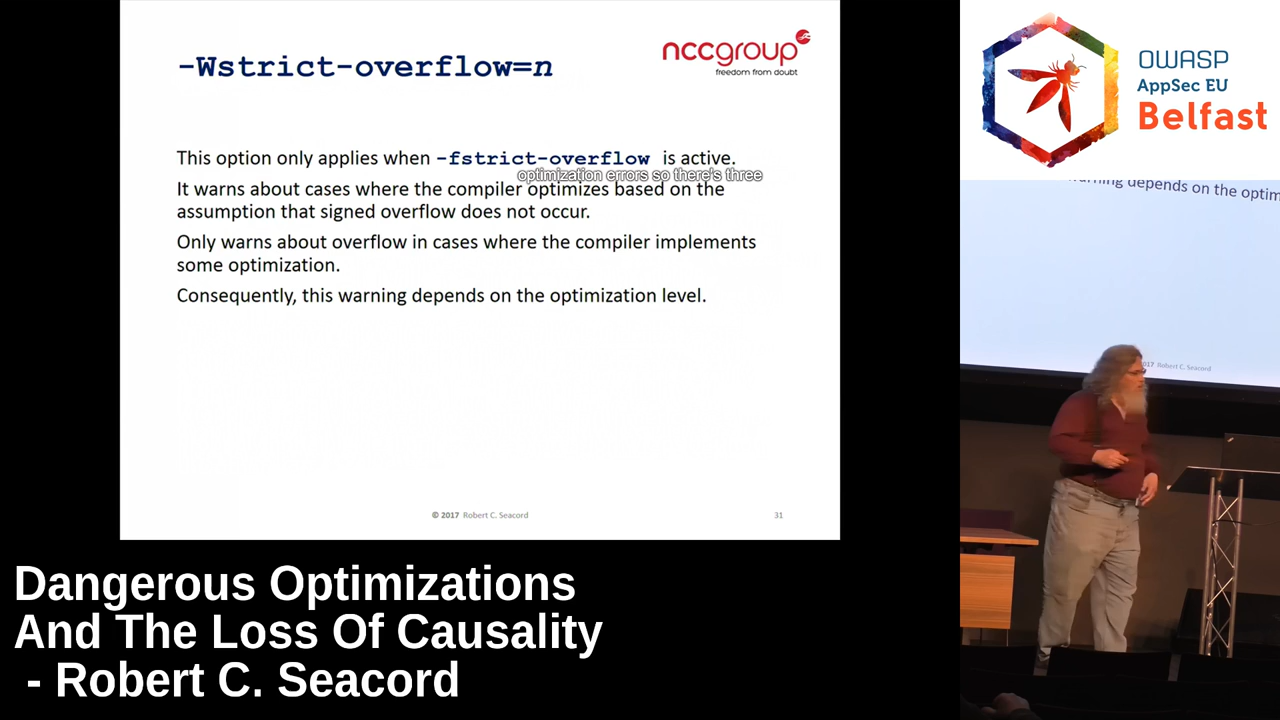 -Wstrict-overflow=n
nccgroup
freedom from doubt
This option only applies when -fstrict-overflow is active.
optimization errors so there's three
It warns about cases where the compiler optimizes based on the
assumption that signed overflow does not occur.
Only warns about overflow in cases where the compiler implements
some optimization.
Consequently, this warning depends on the optimization level.
© 2017 Robert C. Seacord
31
OWASP
AppSec EU
Belfast
warning depends on the optim
2017 Robert C. Seacord
Dangerous Optimizations
And The Loss Of Causality
- Robert C. Seacord